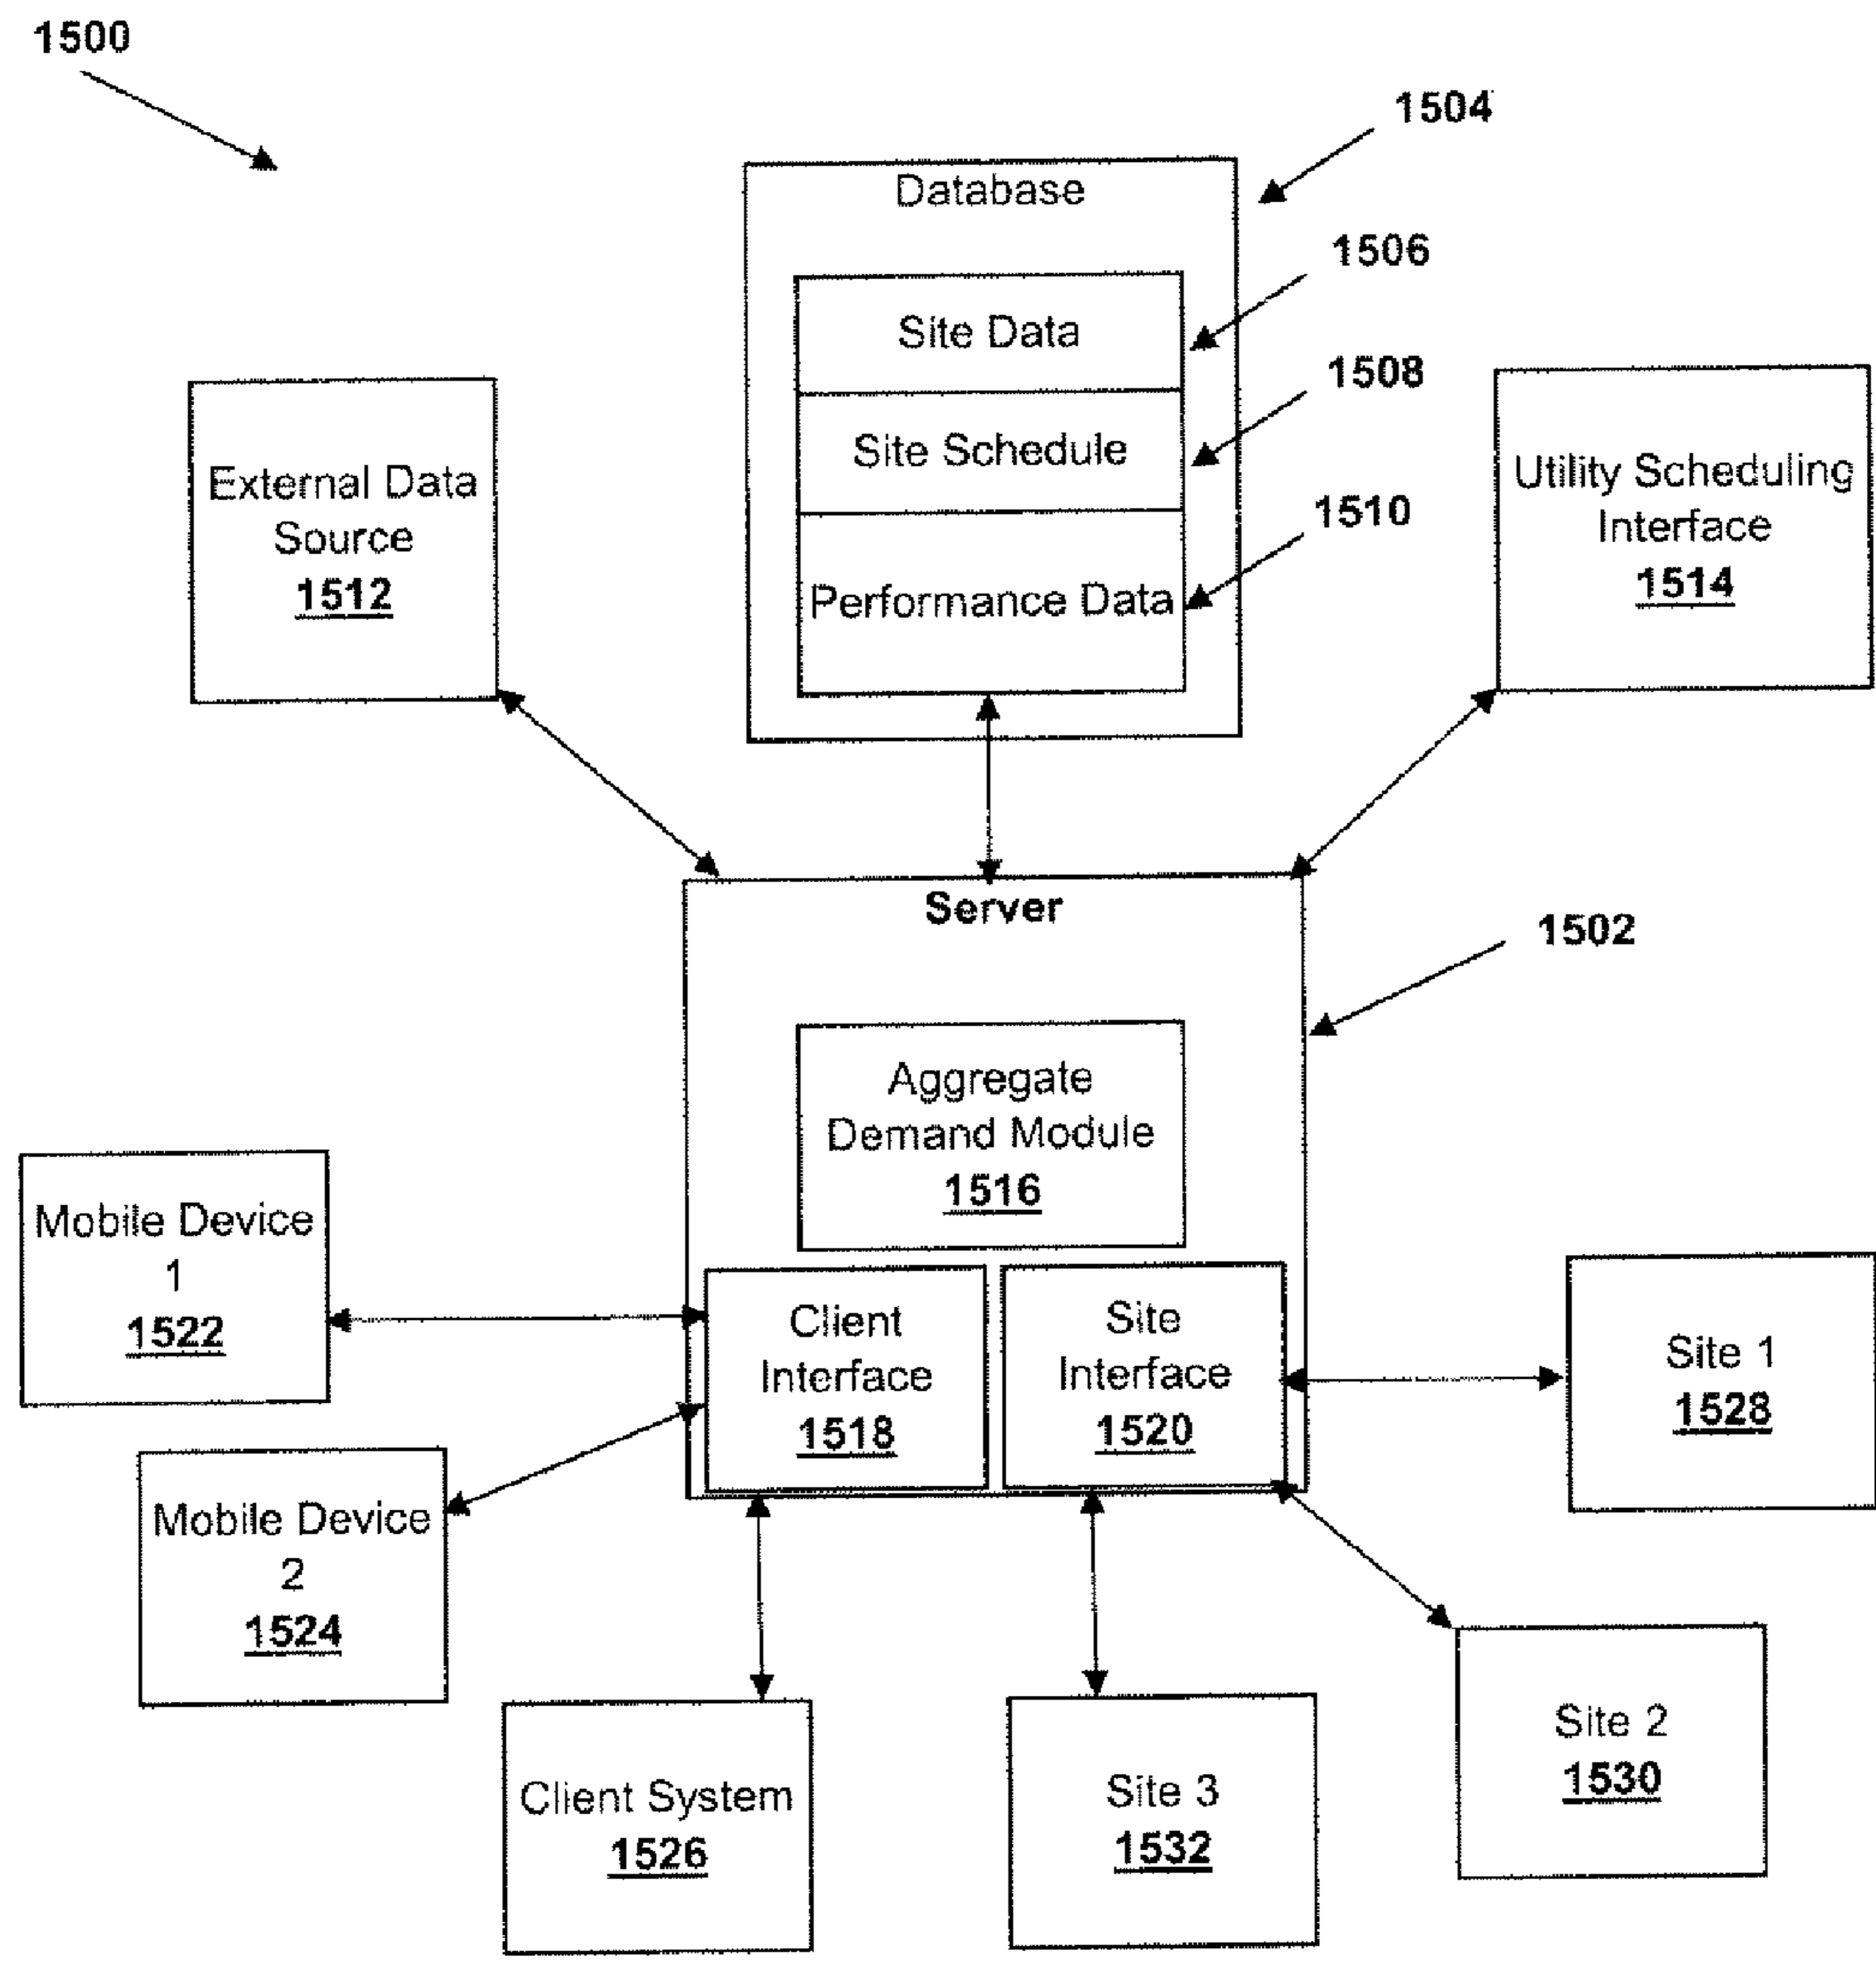 1500
1504
Database
1506
Site Data
1508
Site Schedule
1510
Performance Data
External Data
Source
1512
Utility Scheduling
Interface
1514
Server
1502
Aggregate
Demand Module
1516
Mobile Device
1
1522
Client
Interface
1518
Site
Interface
1520
Site 1
1528
Mobile Device
2
1524
Client System
1526
Site 3
1532
Site 2
1530